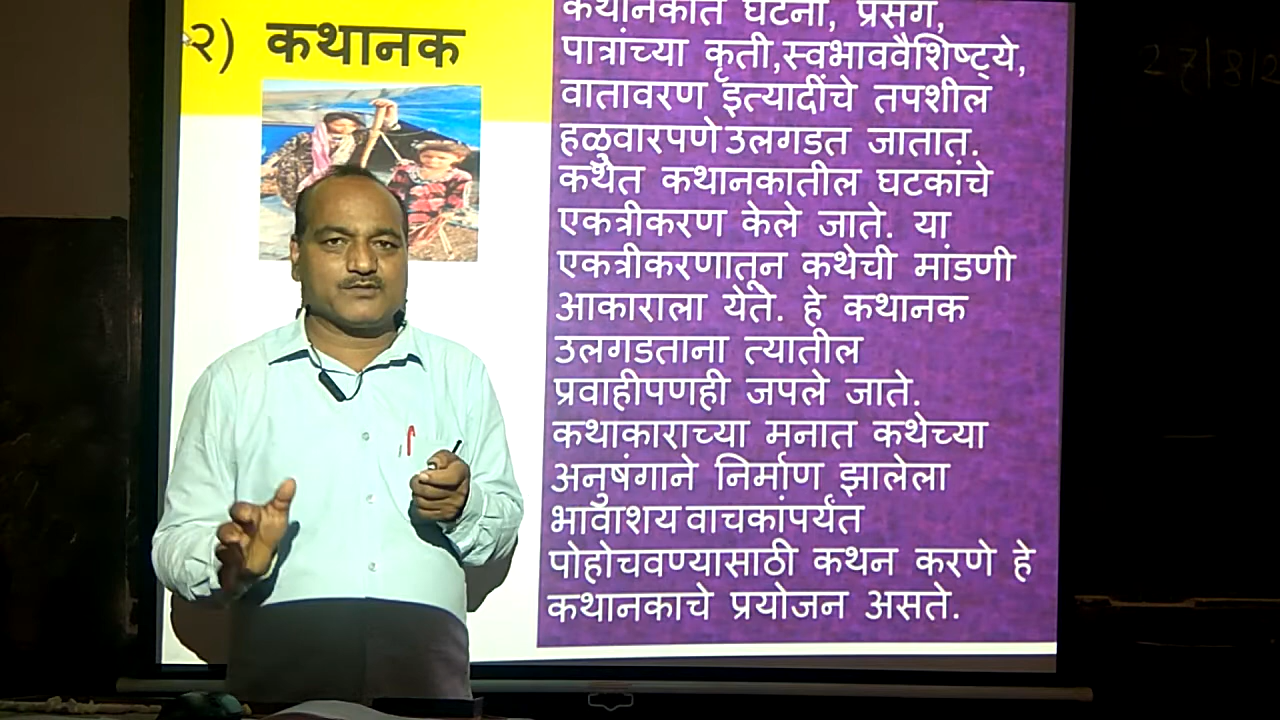 २) कथानक
कथानकात घटना, प्रसंग,
पात्रांच्या कृती,स्वभाववैशिष्ट्ये,
वातावरण इत्यादींचे तपशील
हळुवारपणे उलगडत जातात.
कथेत कथानकातील घटकांचे
एकत्रीकरण केले जाते. या
एकत्रीकरणातून कथेची मांडणी
आकाराला येते. हे कथानक
उलगडताना त्यातील
प्रवाहीपणही जपले जाते.
कथाकाराच्या मनात कथेच्या
अनुषंगाने निर्माण झालेला
भावाशय वाचकांपर्यंत
पोहोचवण्यासाठी कथन करणे हे
कथानकाचे प्रयोजन असते.